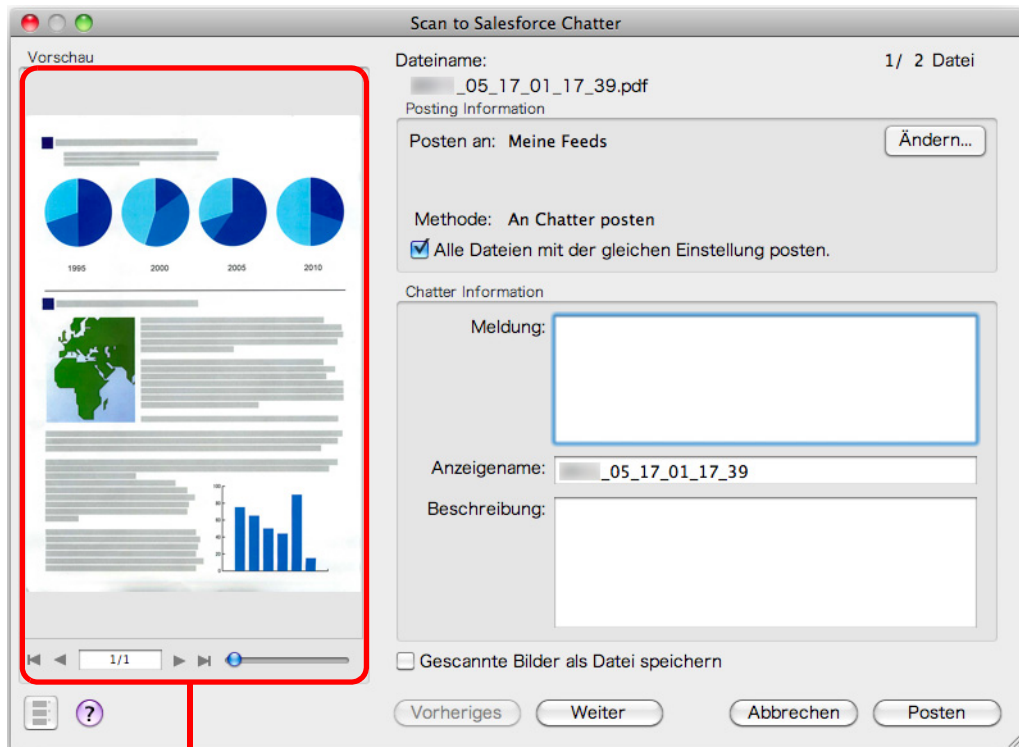 Scan to Salesforce Chatter
Vorschau
1995 2000 2005 2010
1/1
Dateiname:
_05_17_01_17_39.pdf
1/ 2 Datei
Posting Information
Posten an: Meine Feeds
Ändern...
Methode: An Chatter posten
Alle Dateien mit der gleichen Einstellung posten.
Chatter Information
Meldung:
Anzeigename: _05_17_01_17_39
Beschreibung:
Gescannte Bilder als Datei speichern
?
Vorheriges Weiter Abbrechen Posten